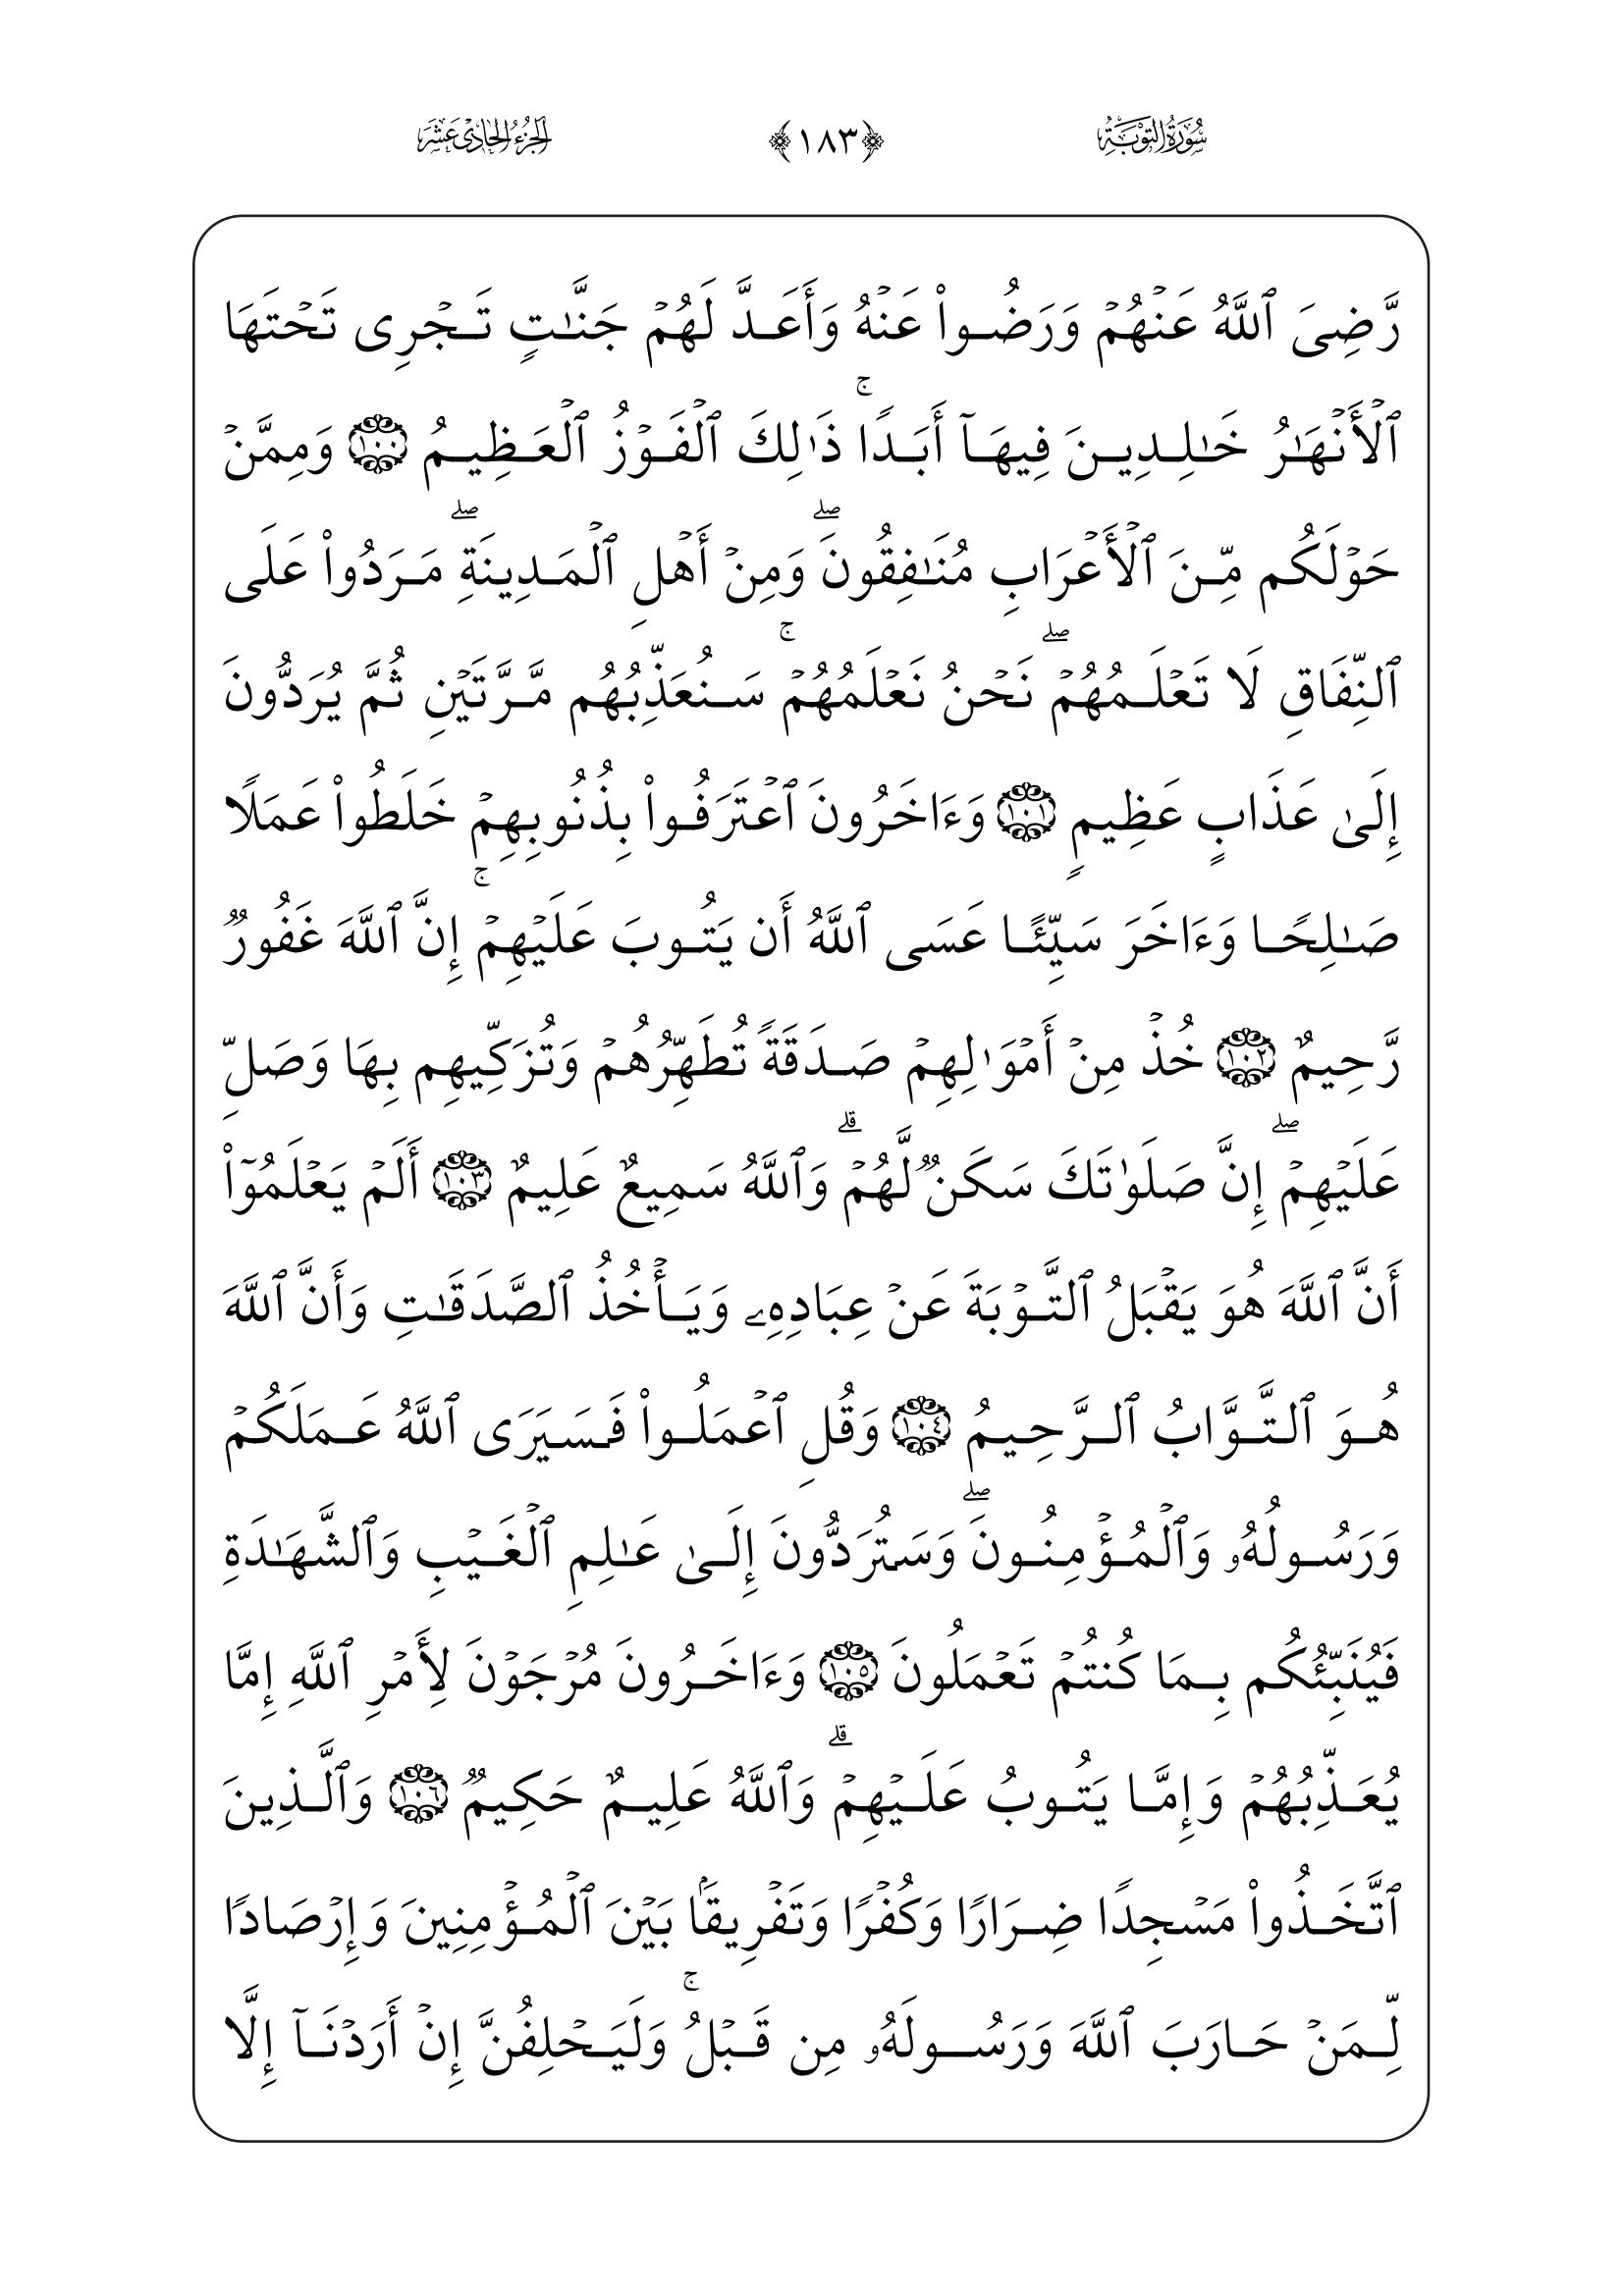 سُورَةُ التَّوْبَةِ ﴿١٨٣﴾ الجُزْءُ الحَادِي عَشَرَ
رَّضِىَ ٱللَّهُ عَنۡهُمۡ وَرَضُواْ عَنۡهُ وَأَعَدَّ لَهُمۡ جَنَّـٰتٍ تَجۡرِى تَحۡتَهَا
ٱلۡأَنۡهَـٰرُ خَـٰلِدِينَ فِيهَآ أَبَدًاۚ ذَٰلِكَ ٱلۡفَوۡزُ ٱلۡعَظِيمُ ١٠٠ وَمِمَّنۡ
حَوۡلَكُم مِّنَ ٱلۡأَعۡرَابِ مُنَـٰفِقُونَۖ وَمِنۡ أَهۡلِ ٱلۡمَدِينَةِۖ مَرَدُواْ عَلَى
ٱلنِّفَاقِ لَا تَعۡلَمُهُمۡۖ نَحۡنُ نَعۡلَمُهُمۡۚ سَنُعَذِّبُهُم مَّرَّتَيۡنِ ثُمَّ يُرَدُّونَ
إِلَىٰ عَذَابٍ عَظِيمٍ ١٠١ وَءَاخَرُونَ ٱعۡتَرَفُواْ بِذُنُوبِهِمۡ خَلَطُواْ عَمَلًا
صَـٰلِحًا وَءَاخَرَ سَيِّئًا عَسَى ٱللَّهُ أَن يَتُوبَ عَلَيۡهِمۡۚ إِنَّ ٱللَّهَ غَفُورٌ
رَّحِيمٌ ١٠٢ خُذۡ مِنۡ أَمۡوَٰلِهِمۡ صَدَقَةً تُطَهِّرُهُمۡ وَتُزَكِّيهِم بِهَا وَصَلِّ
عَلَيۡهِمۡۖ إِنَّ صَلَوٰتَكَ سَكَنٌ لَّهُمۡۗ وَٱللَّهُ سَمِيعٌ عَلِيمٌ ١٠٣ أَلَمۡ يَعۡلَمُوٓاْ
أَنَّ ٱللَّهَ هُوَ يَقۡبَلُ ٱلتَّوۡبَةَ عَنۡ عِبَادِهِۦ وَيَأۡخُذُ ٱلصَّدَقَـٰتِ وَأَنَّ ٱللَّهَ
هُوَ ٱلتَّوَّابُ ٱلرَّحِيمُ ١٠٤ وَقُلِ ٱعۡمَلُواْ فَسَيَرَى ٱللَّهُ عَمَلَكُمۡ
وَرَسُولُهُۥ وَٱلۡمُؤۡمِنُونَۖ وَسَتُرَدُّونَ إِلَىٰ عَـٰلِمِ ٱلۡغَيۡبِ وَٱلشَّهَـٰدَةِ
فَيُنَبِّئُكُم بِمَا كُنتُمۡ تَعۡمَلُونَ ١٠٥ وَءَاخَرُونَ مُرۡجَوۡنَ لِأَمۡرِ ٱللَّهِ إِمَّا
يُعَذِّبُهُمۡ وَإِمَّا يَتُوبُ عَلَيۡهِمۡۗ وَٱللَّهُ عَلِيمٌ حَكِيمٌ ١٠٦ وَٱلَّذِينَ
ٱتَّخَذُواْ مَسۡجِدًا ضِرَارًا وَكُفۡرًا وَتَفۡرِيقَۢا بَيۡنَ ٱلۡمُؤۡمِنِينَ وَإِرۡصَادًا
لِّمَنۡ حَارَبَ ٱللَّهَ وَرَسُولَهُۥ مِن قَبۡلُۚ وَلَيَحۡلِفُنَّ إِنۡ أَرَدۡنَآ إِلَّا